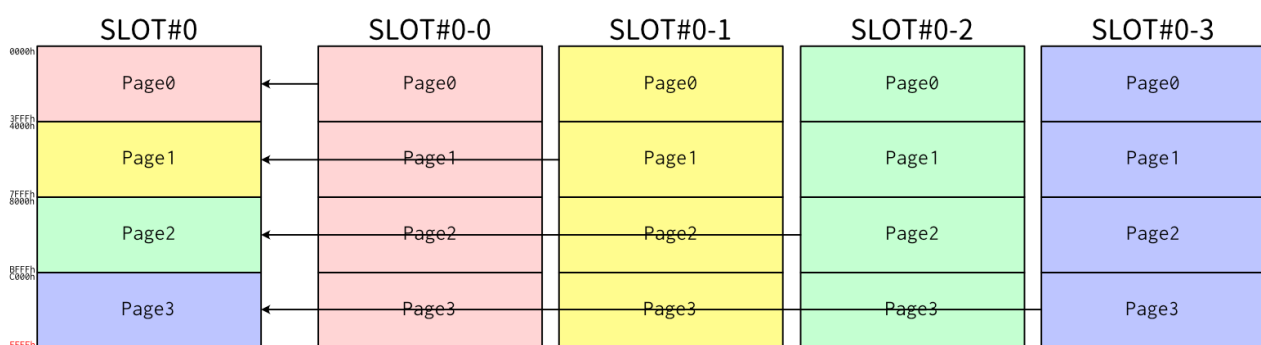 SLOT#0 SLOT#0-0 SLOT#0-1 SLOT#0-2 SLOT#0-3
0000h
Page0 Page0 Page0 Page0 Page0
3FFFh
4000h
Page1 Page1 Page1 Page1 Page1
7FFFh
8000h
Page2 Page2 Page2 Page2 Page2
BFFFh
C000h
Page3 Page3 Page3 Page3 Page3
FFFFh